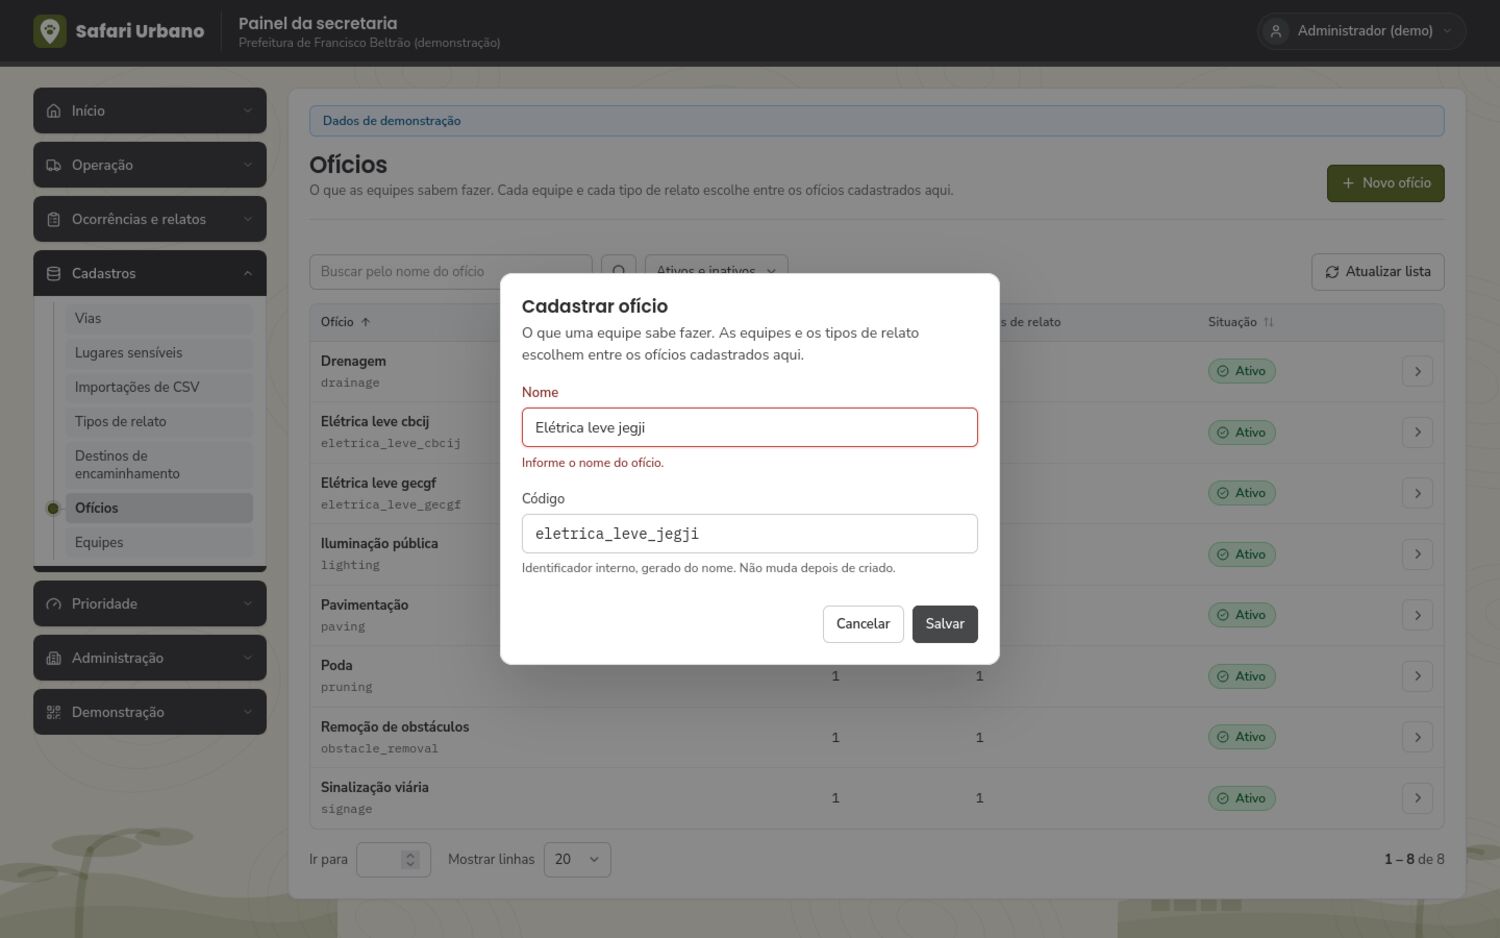 Safari Urbano
Painel da secretaria
Prefeitura de Francisco Beltrão (demonstração)
Administrador (demo)
Início
Operação
Ocorrências e relatos
Cadastros
Vias
Lugares sensíveis
Importações de CSV
Tipos de relato
Destinos de
encaminhamento
Ofícios
Equipes
Prioridade
Administração
Demonstração
Dados de demonstração
Ofícios
O que as equipes sabem fazer. Cada equipe e cada tipo de relato escolhe entre os ofícios cadastrados aqui.
Novo ofício
Buscar pelo nome do ofício
Ativos e inativos
Atualizar lista
Ofício
s de relato
Situação
Drenagem
drainage
Ativo
Elétrica leve cbcij
eletrica_leve_cbcij
Ativo
Elétrica leve gecgf
eletrica_leve_gecgf
Ativo
Iluminação pública
lighting
Ativo
Pavimentação
paving
Ativo
Poda
pruning
1
1
Ativo
Remoção de obstáculos
obstacle_removal
1
1
Ativo
Sinalização viária
signage
1
1
Ativo
Ir para
Mostrar linhas
20
1 – 8 de 8
Cadastrar ofício
O que uma equipe sabe fazer. As equipes e os tipos de relato
escolhem entre os ofícios cadastrados aqui.
Nome
Elétrica leve jegji
Informe o nome do ofício.
Código
eletrica_leve_jegji
Identificador interno, gerado do nome. Não muda depois de criado.
Cancelar
Salvar